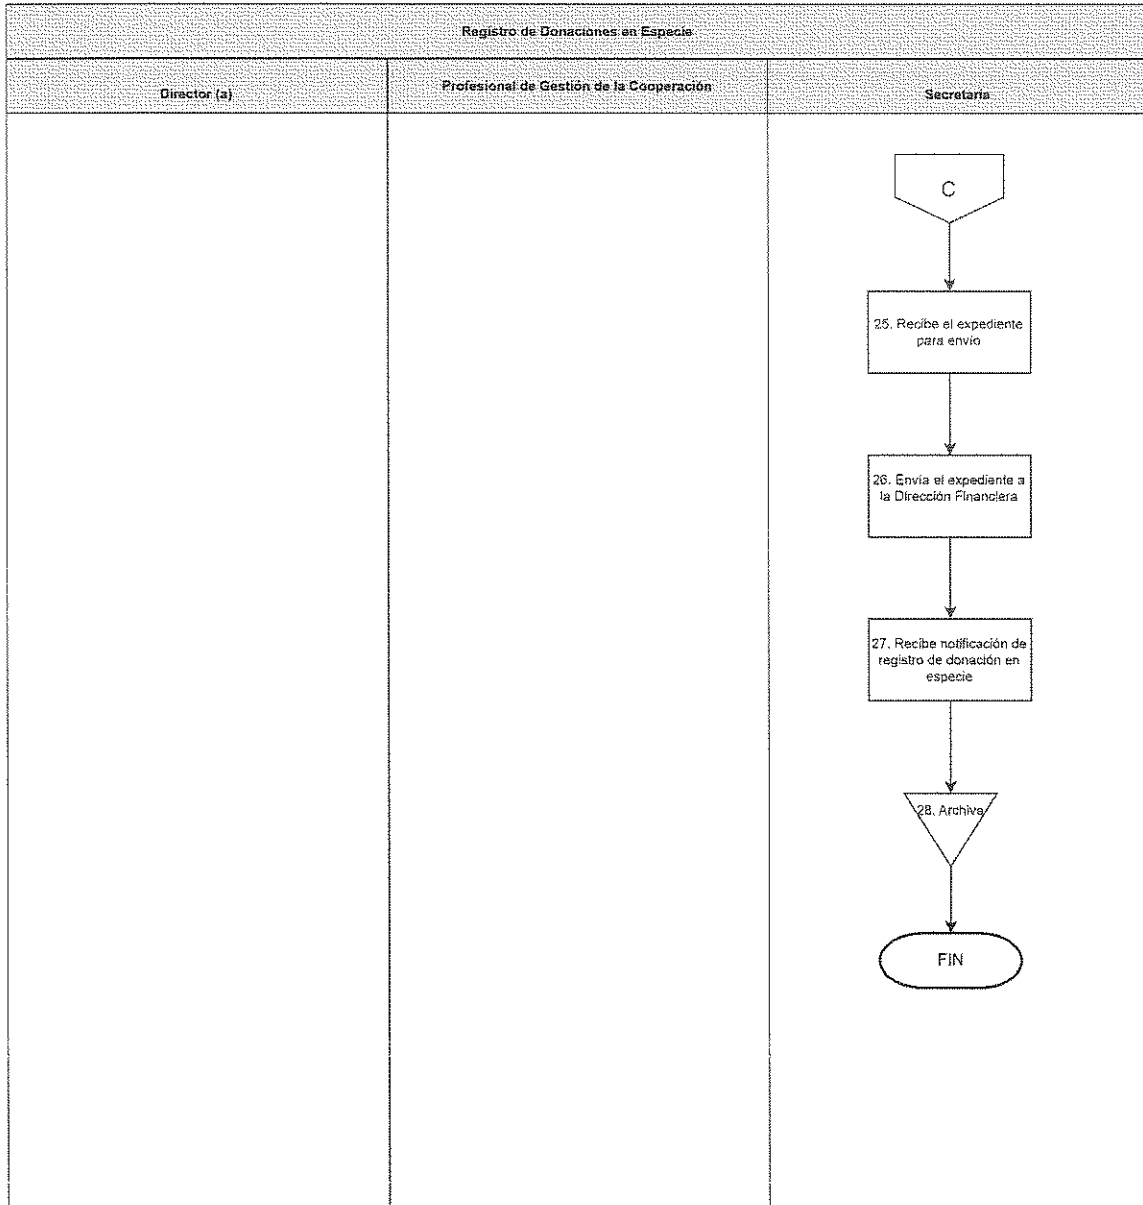 Registro de Donaciones en Especie
Director (a)
Profesional de Gestión de la Cooperación
Secretaria
C
25. Recibe el expediente
para envío
26. Envía el expediente a
la Dirección Financiera
27. Recibe notificación de
registro de donación en
especie
28. Archiva
FIN